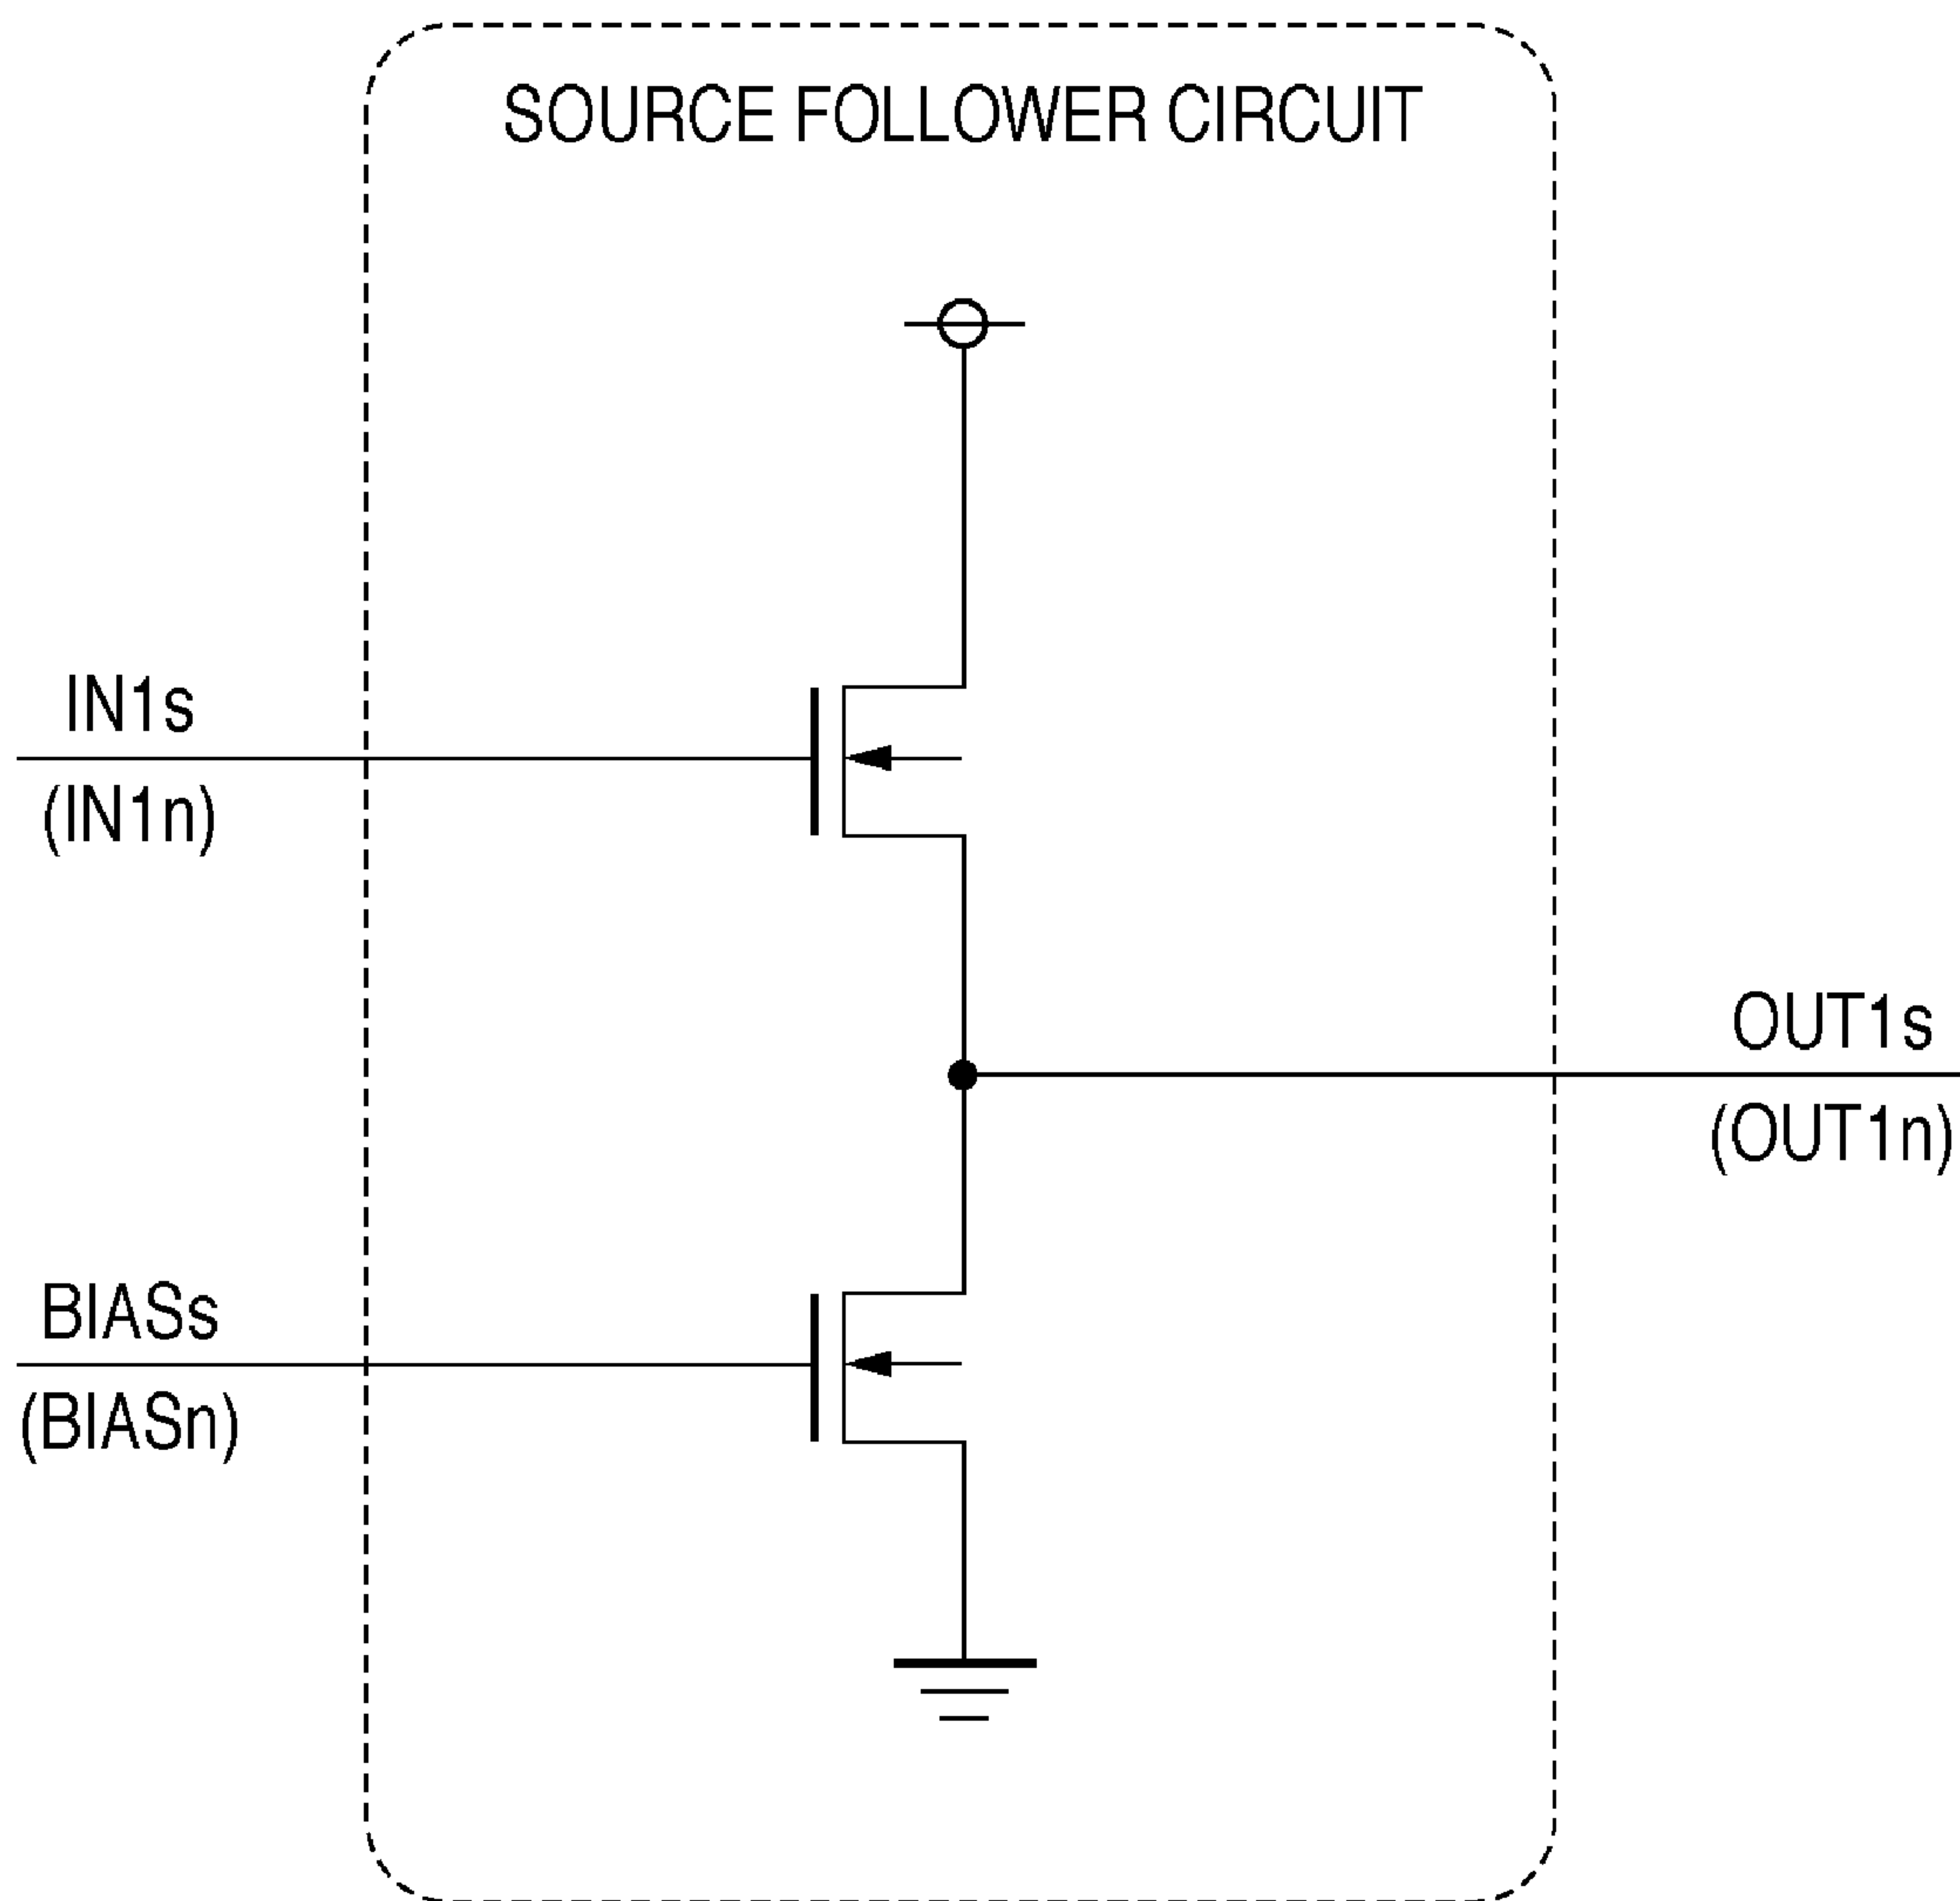 SOURCE FOLLOWER CIRCUIT
IN1s
(IN1n)
OUT1s
(OUT1n)
BIASs
(BIASn)